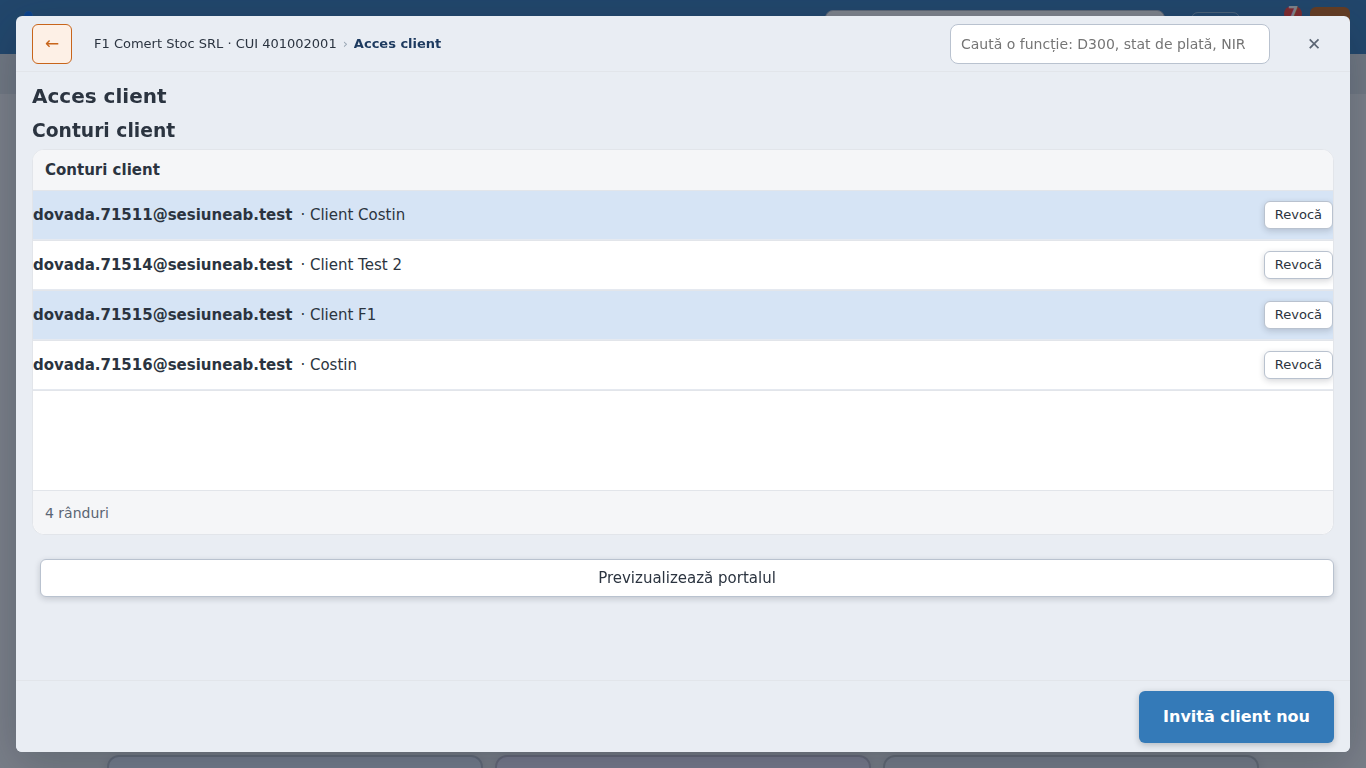 7
← F1 Comert Stoc SRL · CUI 401002001 › Acces client Caută o funcție: D300, stat de plată, NIR ✕
Acces client
Conturi client
Conturi client
dovada.71511@sesiuneab.test · Client Costin Revocă
dovada.71514@sesiuneab.test · Client Test 2 Revocă
dovada.71515@sesiuneab.test · Client F1 Revocă
dovada.71516@sesiuneab.test · Costin Revocă
4 rânduri
Previzualizează portalul
Invită client nou